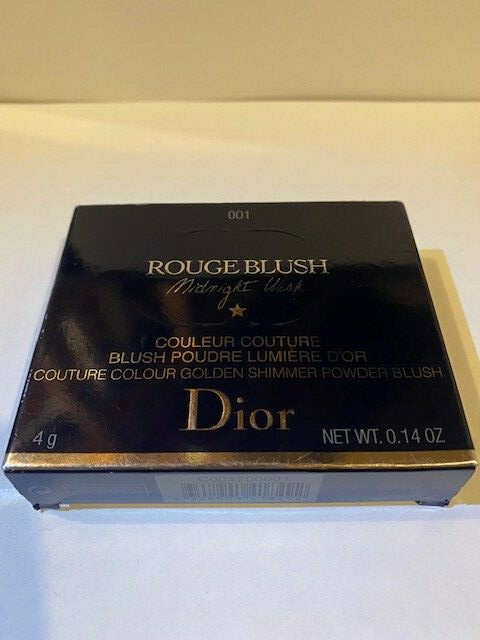 001
ROUGE BLUSH
Midnight Wish
COULEUR COUTURE
BLUSH POUDRE LUMIÈRE D'OR
COUTURE COLOUR GOLDEN SHIMMER POWDER BLUSH
Dior
4 g
NET WT. 0.14 OZ
C004700001